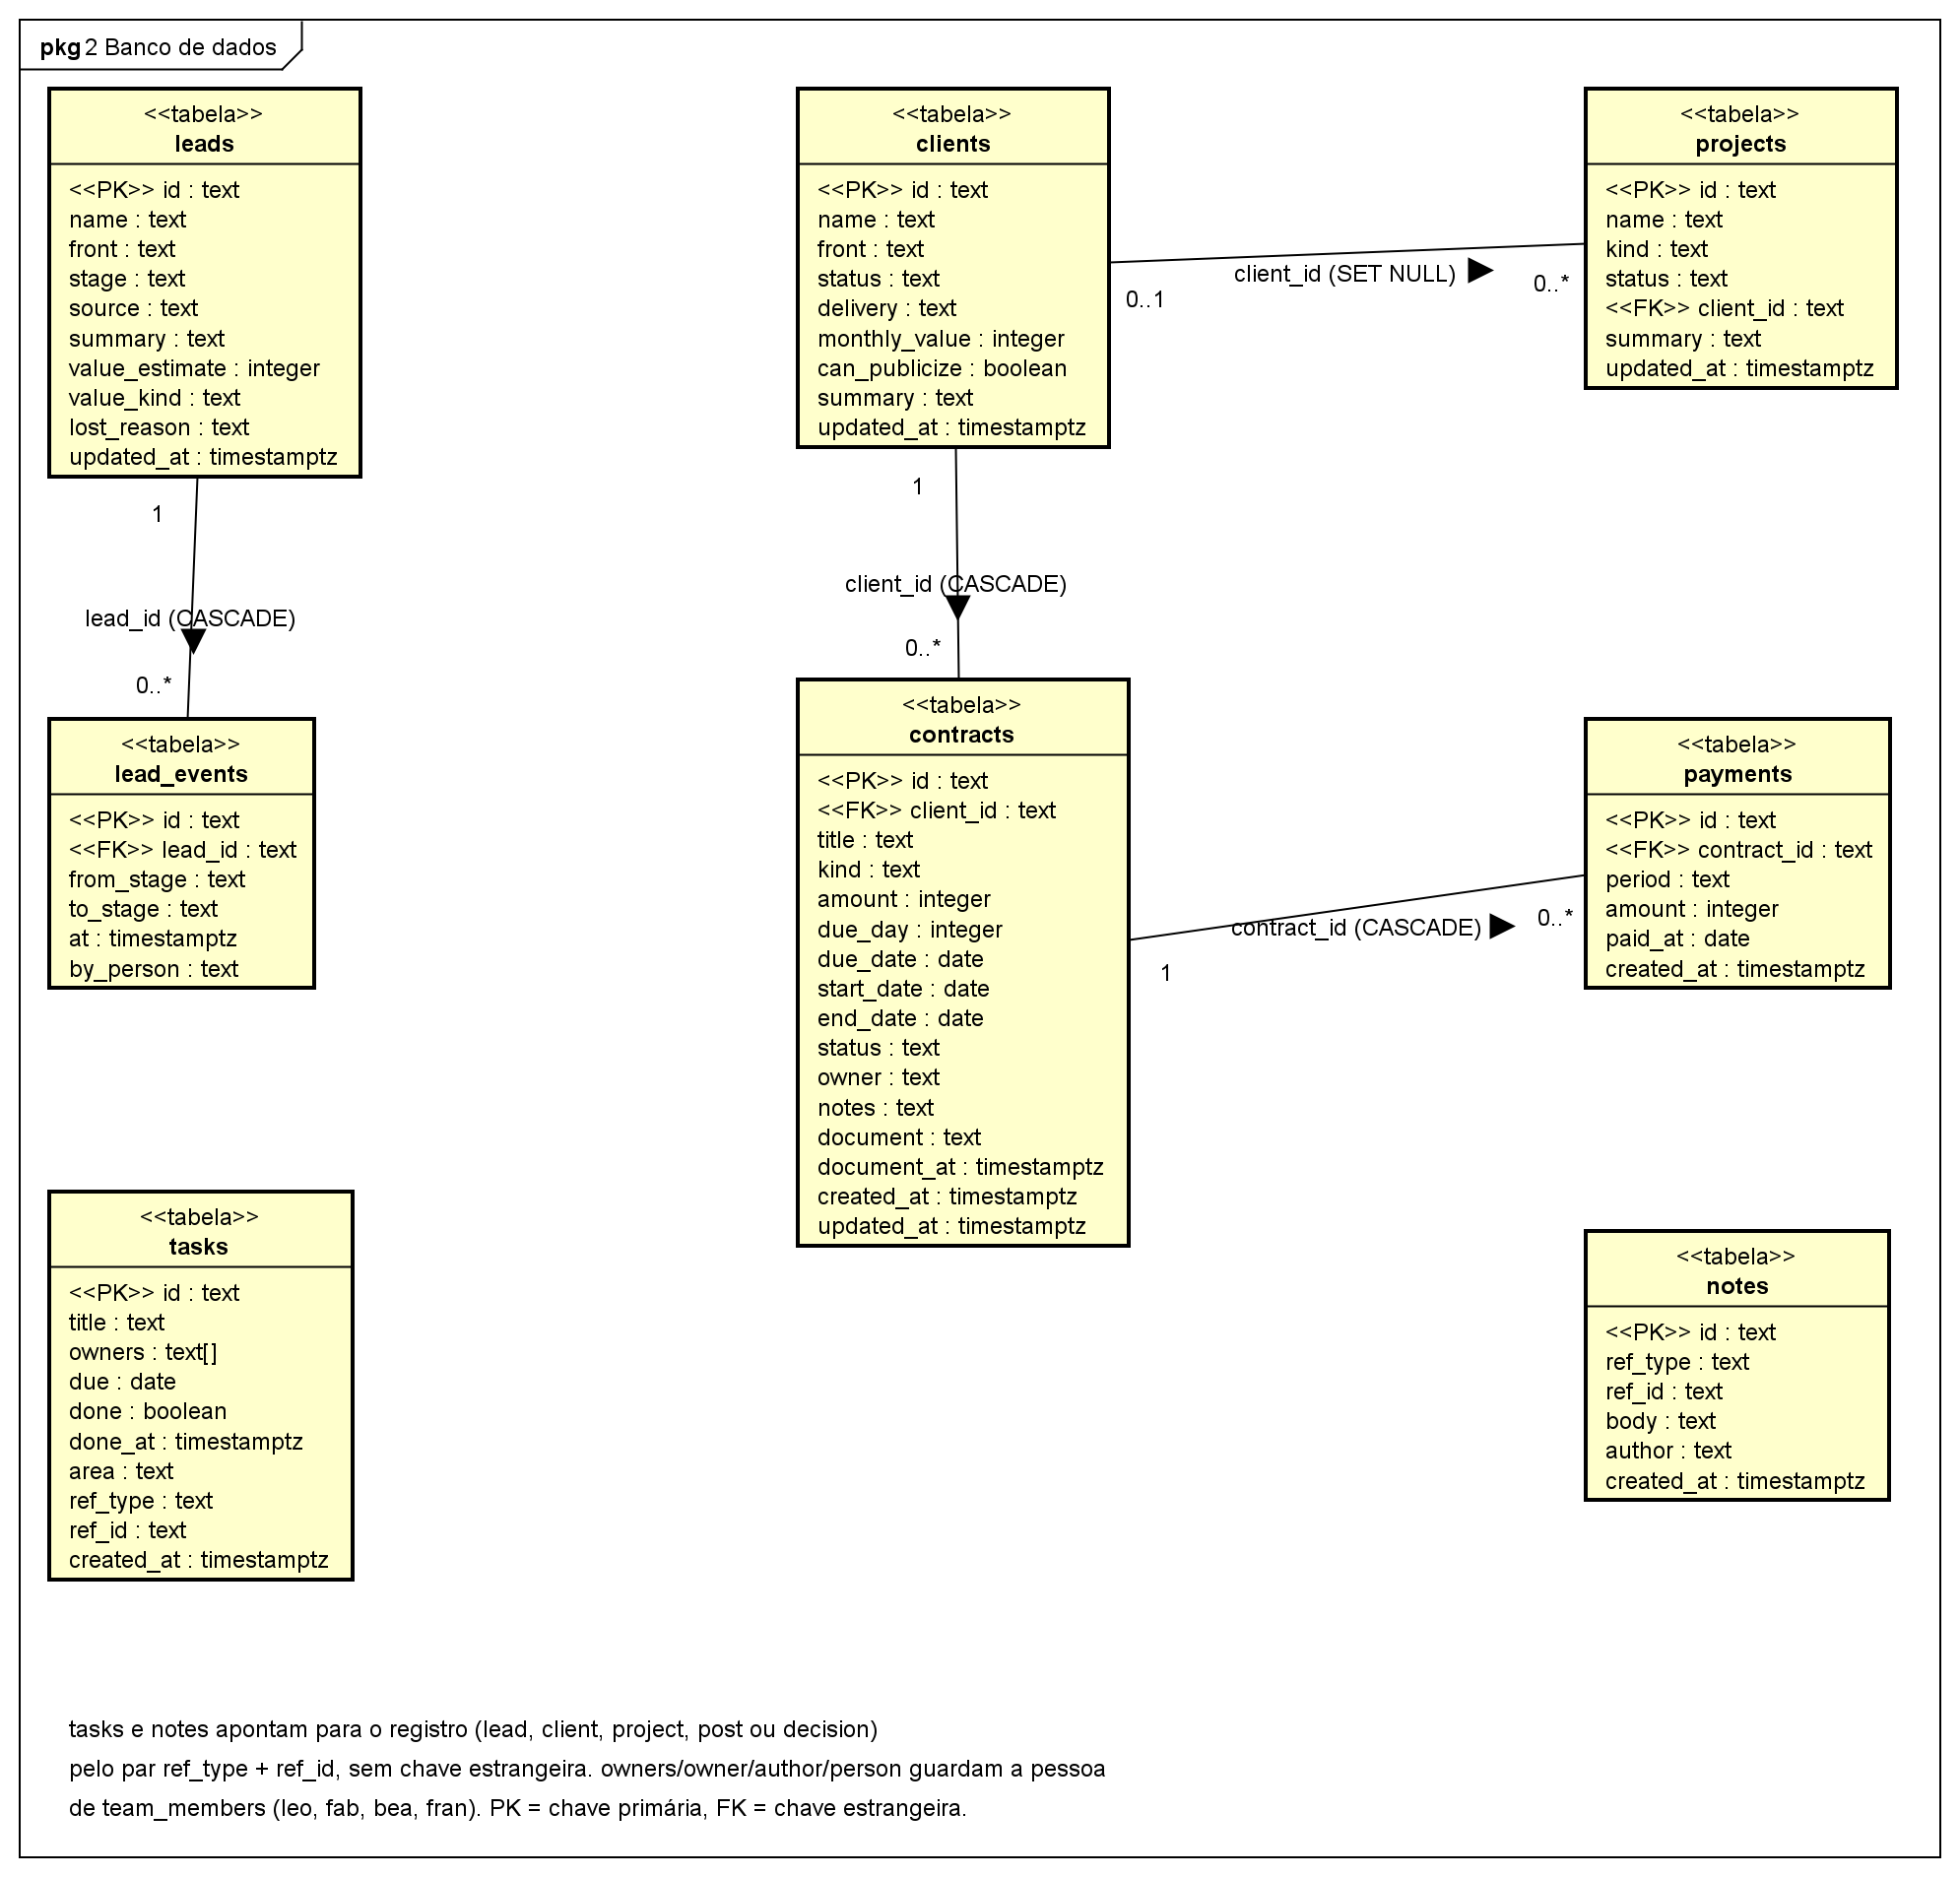 pkg 2 Banco de dados
<<tabela>>
leads
<<PK>> id : text
name : text
front : text
stage : text
source : text
summary : text
value_estimate : integer
value_kind : text
lost_reason : text
updated_at : timestamptz
<<tabela>>
clients
<<PK>> id : text
name : text
front : text
status : text
delivery : text
monthly_value : integer
can_publicize : boolean
summary : text
updated_at : timestamptz
<<tabela>>
projects
<<PK>> id : text
name : text
kind : text
status : text
<<FK>> client_id : text
summary : text
updated_at : timestamptz
client_id (SET NULL)
0..1
0..*
1
lead_id (CASCADE)
0..*
1
client_id (CASCADE)
0..*
<<tabela>>
lead_events
<<PK>> id : text
<<FK>> lead_id : text
from_stage : text
to_stage : text
at : timestamptz
by_person : text
<<tabela>>
contracts
<<PK>> id : text
<<FK>> client_id : text
title : text
kind : text
amount : integer
due_day : integer
due_date : date
start_date : date
end_date : date
status : text
owner : text
notes : text
document : text
document_at : timestamptz
created_at : timestamptz
updated_at : timestamptz
contract_id (CASCADE)
0..*
1
<<tabela>>
payments
<<PK>> id : text
<<FK>> contract_id : text
period : text
amount : integer
paid_at : date
created_at : timestamptz
<<tabela>>
tasks
<<PK>> id : text
title : text
owners : text[]
due : date
done : boolean
done_at : timestamptz
area : text
ref_type : text
ref_id : text
created_at : timestamptz
<<tabela>>
notes
<<PK>> id : text
ref_type : text
ref_id : text
body : text
author : text
created_at : timestamptz
tasks e notes apontam para o registro (lead, client, project, post ou decision)
pelo par ref_type + ref_id, sem chave estrangeira. owners/owner/author/person guardam a pessoa
de team_members (leo, fab, bea, fran). PK = chave primária, FK = chave estrangeira.